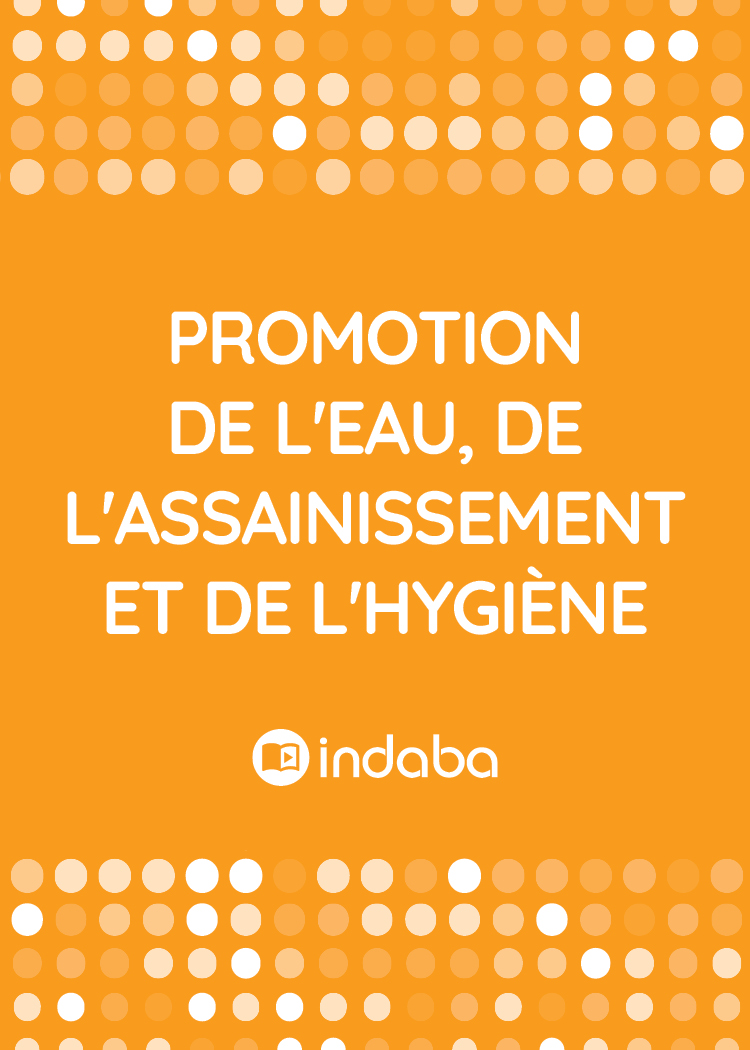 PROMOTION
DE L'EAU, DE
L'ASSAINISSEMENT
ET DE L'HYGIÈNE
indaba